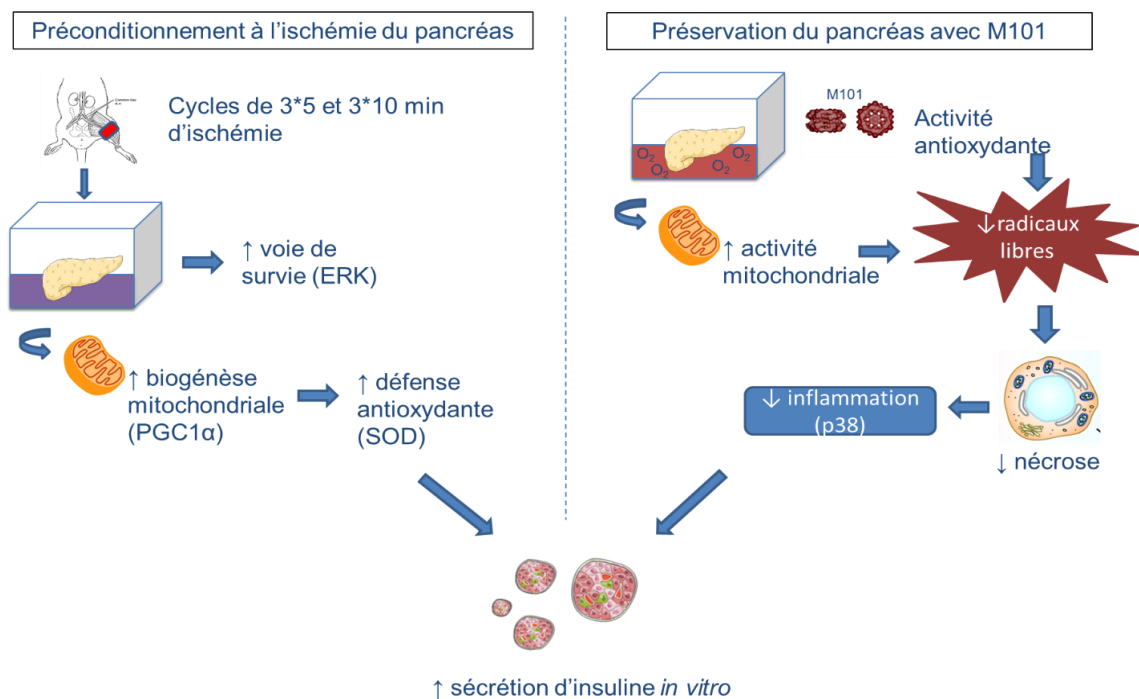 Préconditionnement à l'ischémie du pancréas
Cycles de 3*5 et 3*10 min
d'ischémie
↑ voie de
survie (ERK)
↑ biogénèse
mitochondriale
(PGC1α)
↑ défense
antioxydante
(SOD)
Préservation du pancréas avec M101
M101
Activité
antioxydante
O₂
O₂
O₂
O₂
↑ activité
mitochondriale
↓ radicaux
libres
↓ inflammation
(p38)
↓ nécrose
↑ sécrétion d'insuline in vitro